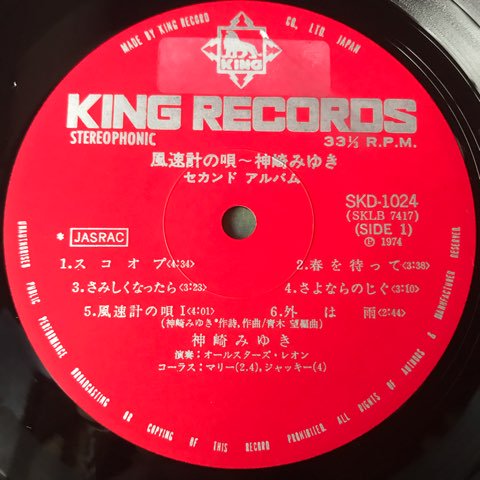 MADE BY KING RECORD CO., LTD. JAPAN
KING
KING RECORDS
STEREOPHONIC
33⅓ R.P.M.
風速計の唄～神崎みゆき
セカンド アルバム
SKD-1024
(SKLB 7417)
(SIDE 1)
Ⓟ 1974
* JASRAC
1.スコオプ<4:34>
2.春を待って<3:38>
3.さみしくなったら<3:23>
4.さよならのじぐ<3:10>
5.風速計の唄Ⅰ<4:01>
6.外は雨<2:44>
(神崎みゆき*作詩,作曲/青木 望編曲)
神崎みゆき
演奏:オールスターズ・レオン
コーラス:マリー(2.4),ジャッキー(4)
UNAUTHORISED PUBLIC PERFORMANCE BROADCASTING OR COPYING OF THIS RECORD PROHIBITED. ALL RIGHTS OF AUTHORS & MANUFACTURER RESERVED.